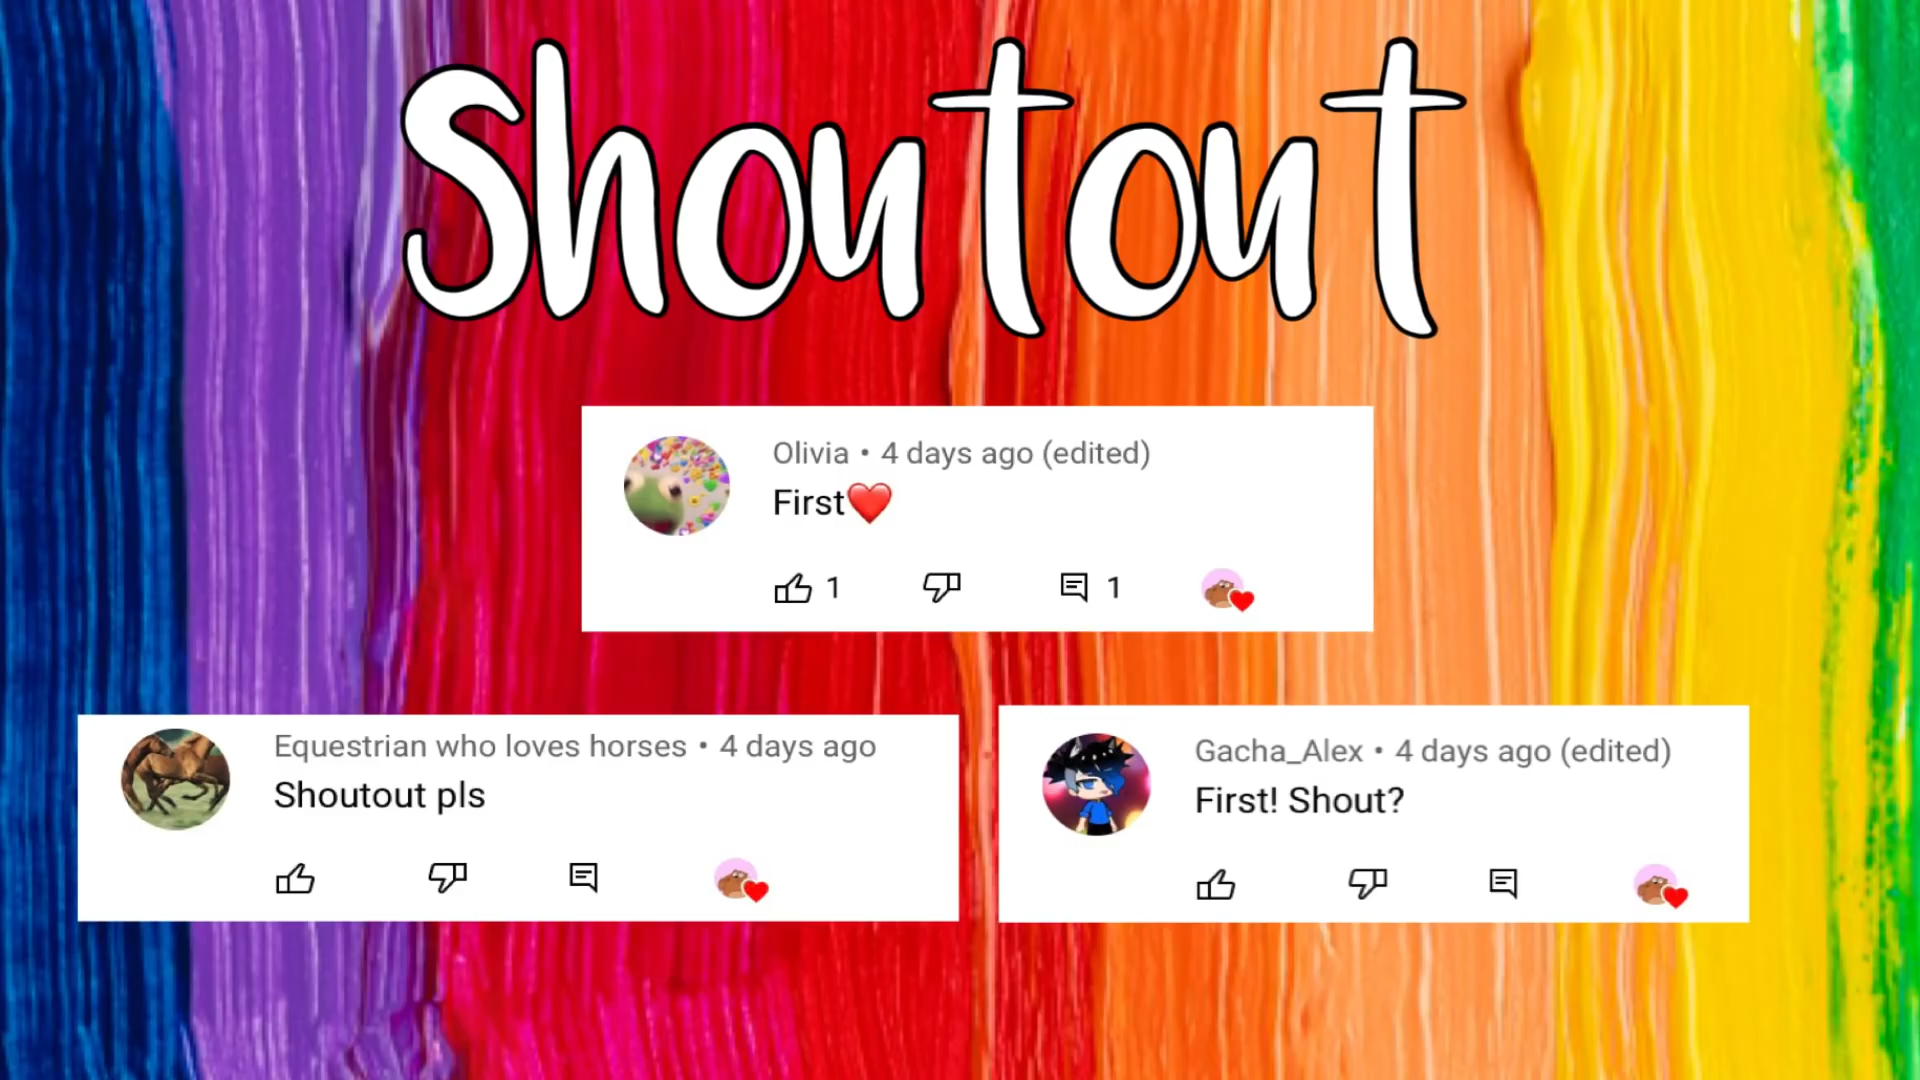 Shoutout
Olivia • 4 days ago (edited)
First❤️
1 1
Equestrian who loves horses • 4 days ago
Shoutout pls
Gacha_Alex • 4 days ago (edited)
First! Shout?